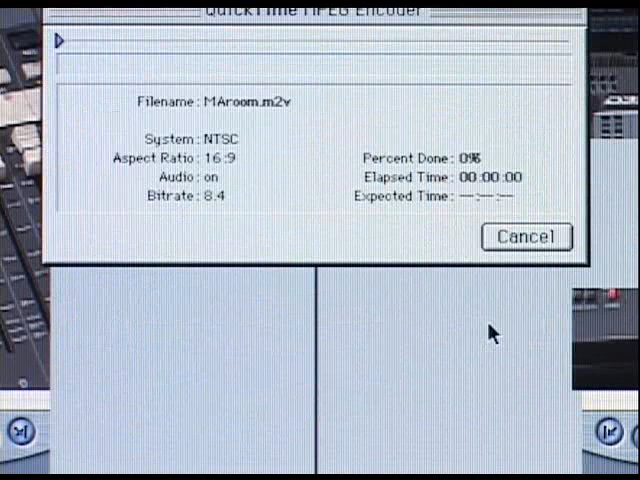 QuickTime MPEG Encoder
Filename : MAroom.m2v
System : NTSC
Aspect Ratio : 16 :9
Audio : on
Bitrate : 8.4
Percent Done : 0%
Elapsed Time : 00:00:00
Expected Time : --:--:--
Cancel